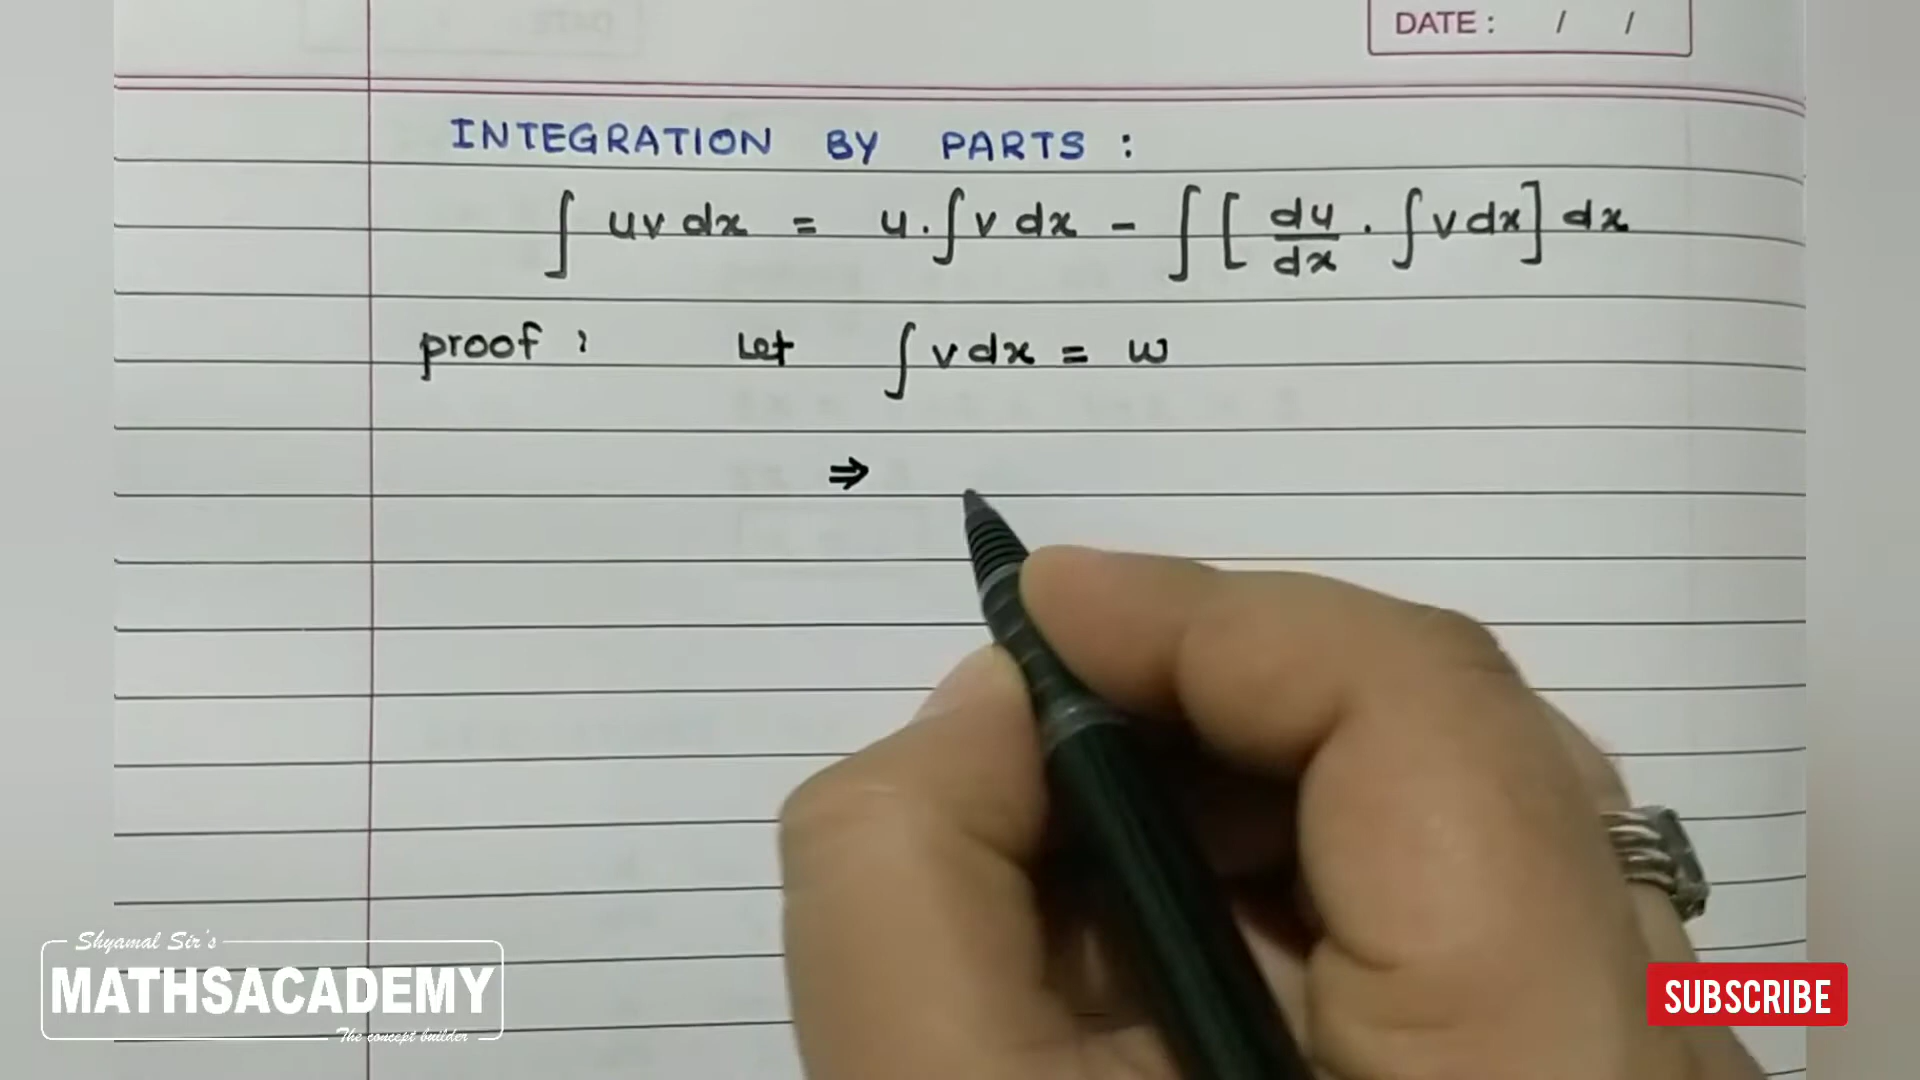 DATE : / /
INTEGRATION BY PARTS :
∫ uv dx = u . ∫ v dx - ∫ [ du/dx . ∫ v dx ] dx
proof : Let ∫ v dx = w
⇒
Shyamal Sir's
MATHSACADEMY
The concept builder
SUBSCRIBE